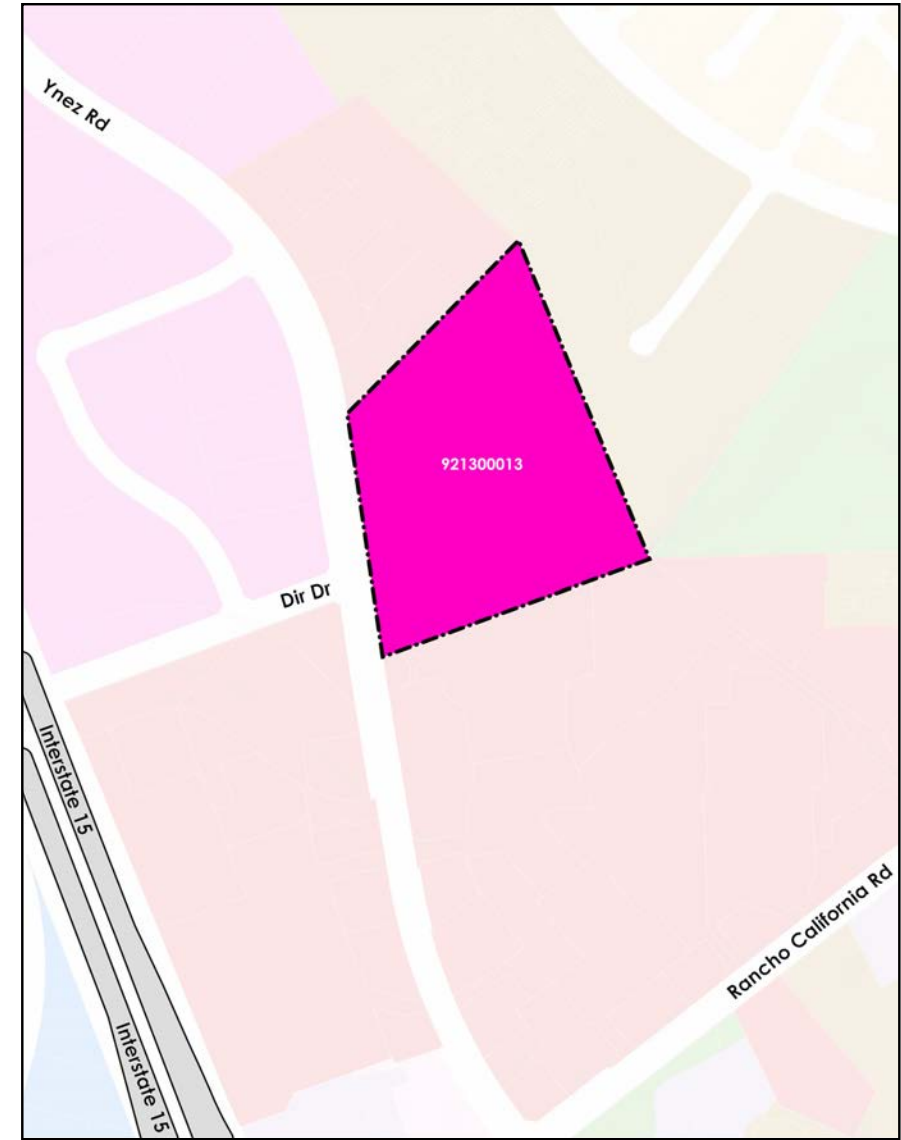 Ynez Rd
921300013
Dir Dr
Interstate 15
Rancho California Rd
Interstate 15